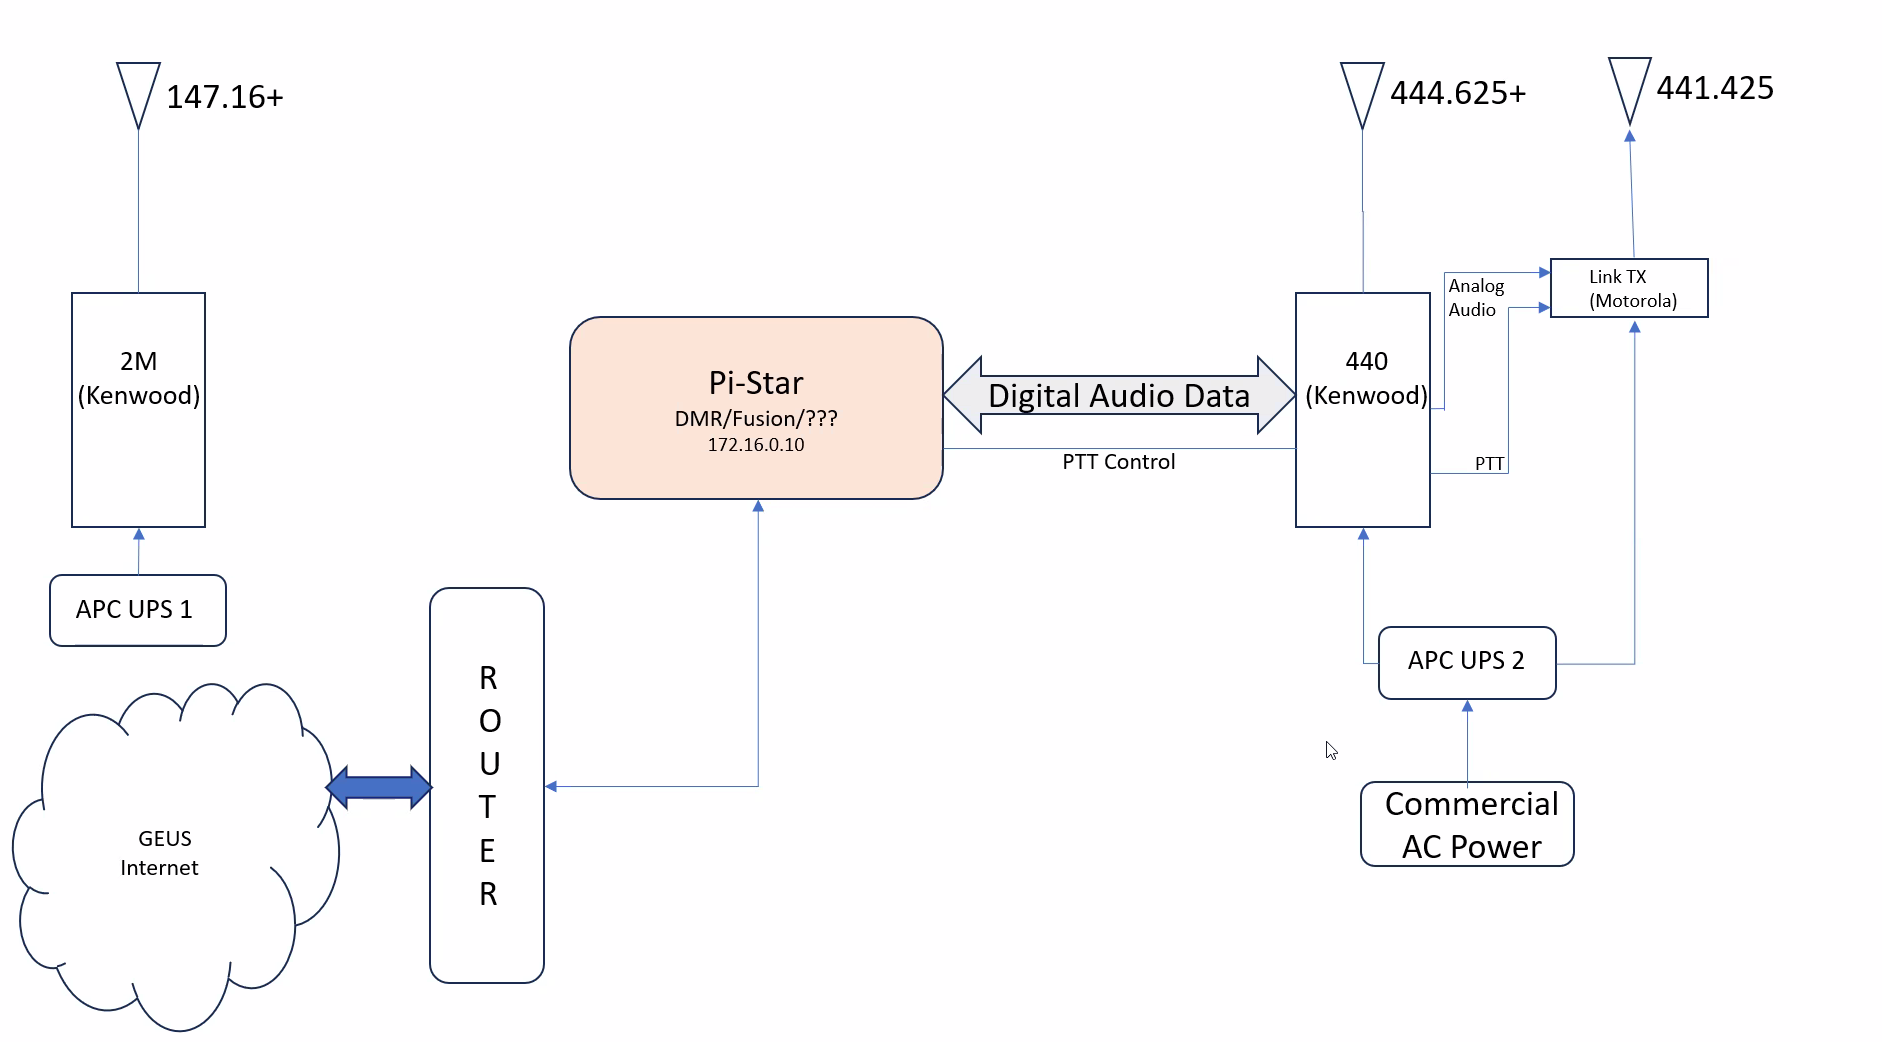 147.16+
444.625+
441.425
2M
(Kenwood)
Pi-Star
DMR/Fusion/???
172.16.0.10
Digital Audio Data
PTT Control
440
(Kenwood)
Analog
Audio
PTT
Link TX
(Motorola)
APC UPS 1
R
O
U
T
E
R
GEUS
Internet
APC UPS 2
Commercial
AC Power